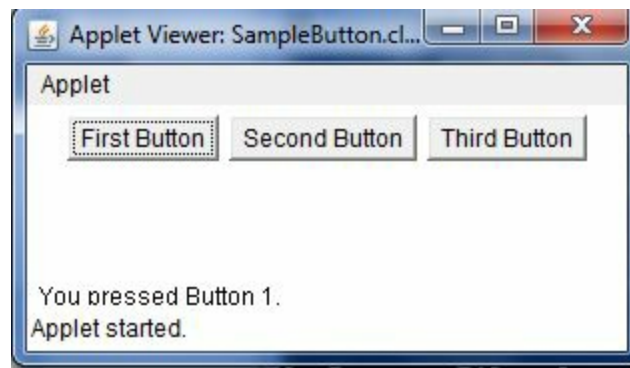 Applet Viewer: SampleButton.cl...
Applet
First Button Second Button Third Button
You pressed Button 1.
Applet started.